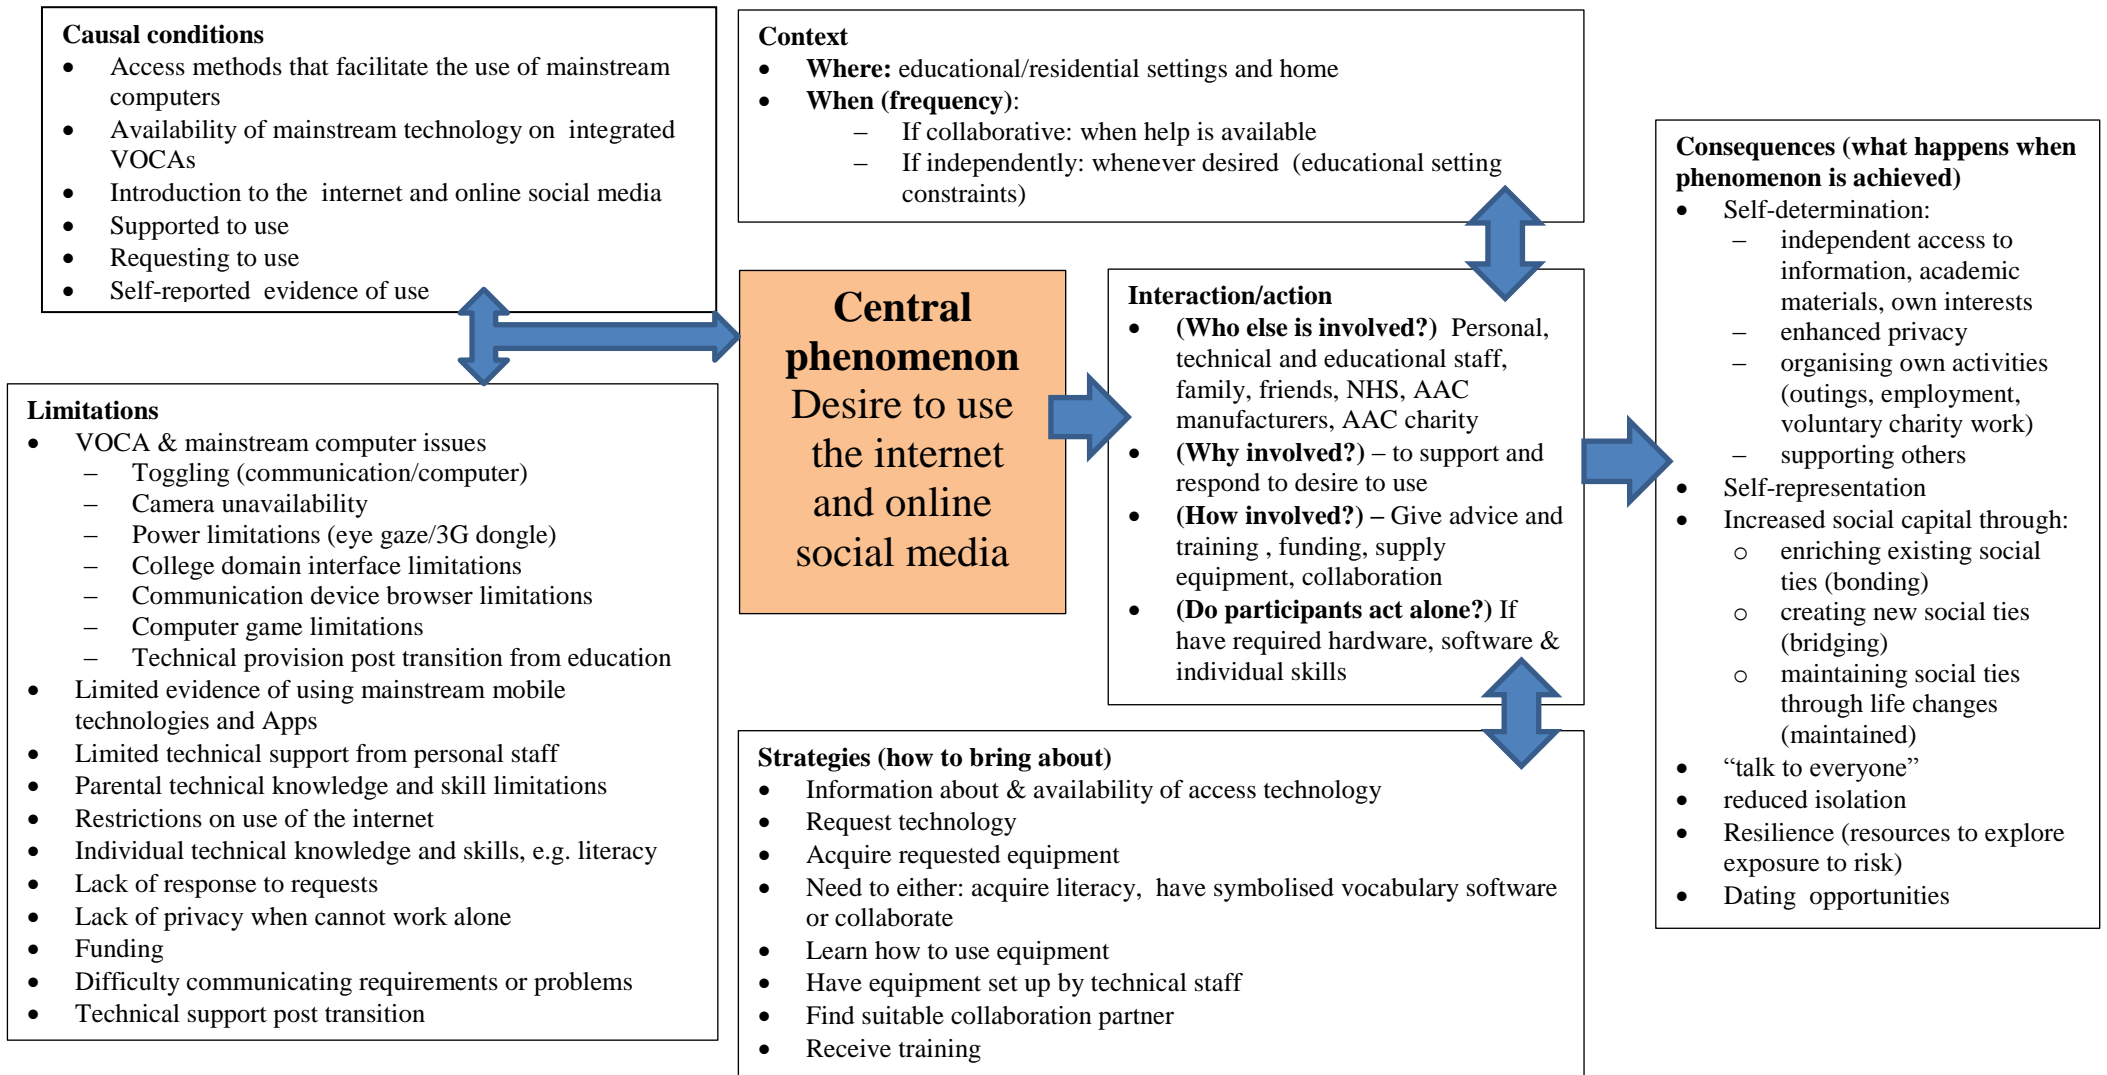 Causal conditions
• Access methods that facilitate the use of mainstream
computers
• Availability of mainstream technology on integrated
VOCAs
• Introduction to the internet and online social media
• Supported to use
• Requesting to use
• Self-reported evidence of use
Limitations
• VOCA & mainstream computer issues
– Toggling (communication/computer)
– Camera unavailability
– Power limitations (eye gaze/3G dongle)
– College domain interface limitations
– Communication device browser limitations
– Computer game limitations
– Technical provision post transition from education
• Limited evidence of using mainstream mobile
technologies and Apps
• Limited technical support from personal staff
• Parental technical knowledge and skill limitations
• Restrictions on use of the internet
• Individual technical knowledge and skills, e.g. literacy
• Lack of response to requests
• Lack of privacy when cannot work alone
• Funding
• Difficulty communicating requirements or problems
• Technical support post transition
Context
• Where: educational/residential settings and home
• When (frequency):
– If collaborative: when help is available
– If independently: whenever desired (educational setting
constraints)
Central
phenomenon
Desire to use
the internet
and online
social media
Interaction/action
• (Who else is involved?) Personal,
technical and educational staff,
family, friends, NHS, AAC
manufacturers, AAC charity
• (Why involved?) – to support and
respond to desire to use
• (How involved?) – Give advice and
training , funding, supply
equipment, collaboration
• (Do participants act alone?) If
have required hardware, software &
individual skills
Strategies (how to bring about)
• Information about & availability of access technology
• Request technology
• Acquire requested equipment
• Need to either: acquire literacy, have symbolised vocabulary software
or collaborate
• Learn how to use equipment
• Have equipment set up by technical staff
• Find suitable collaboration partner
• Receive training
Consequences (what happens when
phenomenon is achieved)
• Self-determination:
– independent access to
information, academic
materials, own interests
– enhanced privacy
– organising own activities
(outings, employment,
voluntary charity work)
– supporting others
• Self-representation
• Increased social capital through:
o enriching existing social
ties (bonding)
o creating new social ties
(bridging)
o maintaining social ties
through life changes
(maintained)
• “talk to everyone”
• reduced isolation
• Resilience (resources to explore
exposure to risk)
• Dating opportunities